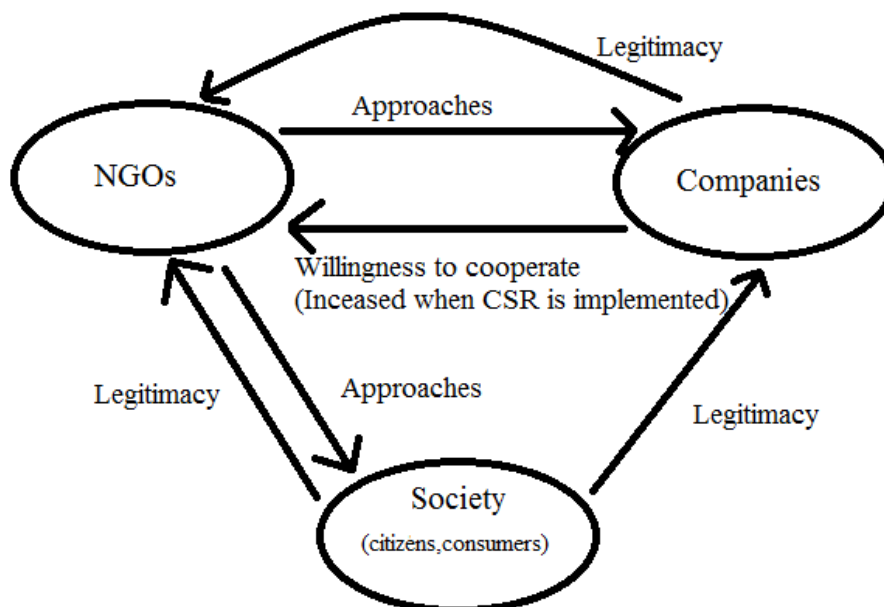 Legitimacy
Approaches
NGOs
Companies
Willingness to cooperate
(Inceased when CSR is implemented)
Legitimacy
Approaches
Legitimacy
Society
(citizens,consumers)